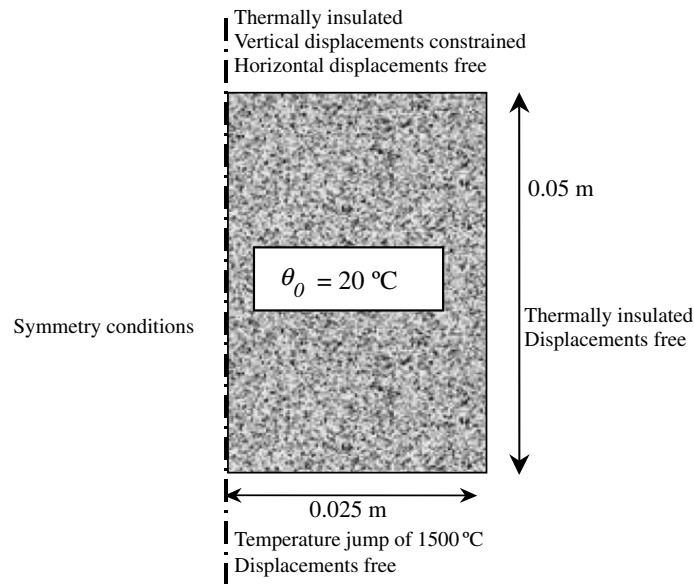 Thermally insulated
Vertical displacements constrained
Horizontal displacements free
0.05 m
θ₀ = 20 ºC
Thermally insulated
Displacements free
Symmetry conditions
0.025 m
Temperature jump of 1500 ºC
Displacements free